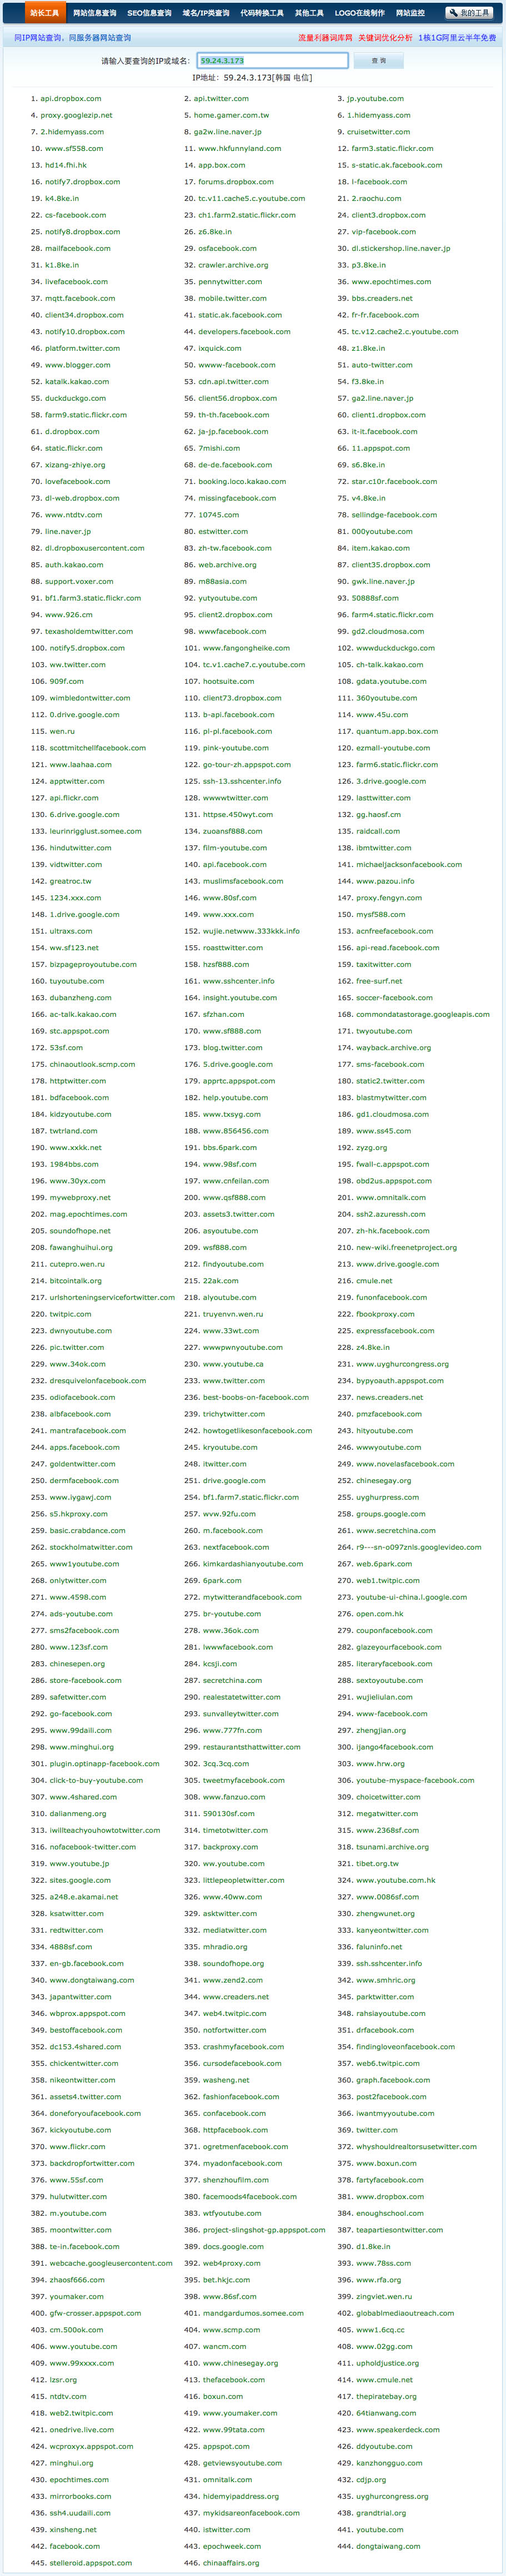 站长工具 网站信息查询 SEO信息查询 域名/IP类查询 代码转换工具 其他工具 LOGO在线制作 网站监控 我的工具
同IP网站查询, 同服务器网站查询 流量利器词库网 关键词优化分析 1核1G阿里云半年免费
请输入要查询的IP或域名: 59.24.3.173 查 询
IP地址: 59.24.3.173[韩国 电信]
1. api.dropbox.com 2. api.twitter.com 3. jp.youtube.com
4. proxy.googlezip.net 5. home.gamer.com.tw 6. 1.hidemyass.com
7. 2.hidemyass.com 8. ga2w.line.naver.jp 9. cruisetwitter.com
10. www.sf558.com 11. www.hkfunnyland.com 12. farm3.static.flickr.com
13. hd14.fhi.hk 14. app.box.com 15. s-static.ak.facebook.com
16. notify7.dropbox.com 17. forums.dropbox.com 18. l-facebook.com
19. k4.8ke.in 20. tc.v11.cache5.c.youtube.com 21. 2.raochu.com
22. cs-facebook.com 23. ch1.farm2.static.flickr.com 24. client3.dropbox.com
25. notify8.dropbox.com 26. z6.8ke.in 27. vip-facebook.com
28. mailfacebook.com 29. osfacebook.com 30. dl.stickershop.line.naver.jp
31. k1.8ke.in 32. crawler.archive.org 33. p3.8ke.in
34. livefacebook.com 35. pennytwitter.com 36. www.epochtimes.com
37. mqtt.facebook.com 38. mobile.twitter.com 39. bbs.creaders.net
40. client34.dropbox.com 41. static.ak.facebook.com 42. fr-fr.facebook.com
43. notify10.dropbox.com 44. developers.facebook.com 45. tc.v12.cache2.c.youtube.com
46. platform.twitter.com 47. ixquick.com 48. z1.8ke.in
49. www.blogger.com 50. wwww-facebook.com 51. auto-twitter.com
52. katalk.kakao.com 53. cdn.api.twitter.com 54. f3.8ke.in
55. duckduckgo.com 56. client56.dropbox.com 57. ga2.line.naver.jp
58. farm9.static.flickr.com 59. th-th.facebook.com 60. client1.dropbox.com
61. d.dropbox.com 62. ja-jp.facebook.com 63. it-it.facebook.com
64. static.flickr.com 65. 7mishi.com 66. 11.appspot.com
67. xizang-zhiye.org 68. de-de.facebook.com 69. s6.8ke.in
70. lovefacebook.com 71. booking.loco.kakao.com 72. star.c10r.facebook.com
73. dl-web.dropbox.com 74. missingfacebook.com 75. v4.8ke.in
76. www.ntdtv.com 77. 10745.com 78. sellindge-facebook.com
79. line.naver.jp 80. estwitter.com 81. 000youtube.com
82. dl.dropboxusercontent.com 83. zh-tw.facebook.com 84. item.kakao.com
85. auth.kakao.com 86. web.archive.org 87. client35.dropbox.com
88. support.voxer.com 89. m88asia.com 90. gwk.line.naver.jp
91. bf1.farm3.static.flickr.com 92. yutyoutube.com 93. 50888sf.com
94. www.926.cm 95. client2.dropbox.com 96. farm4.static.flickr.com
97. texasholdemtwitter.com 98. wwwfacebook.com 99. gd2.cloudmosa.com
100. notify5.dropbox.com 101. www.fangongheike.com 102. wwwduckduckgo.com
103. ww.twitter.com 104. tc.v1.cache7.c.youtube.com 105. ch-talk.kakao.com
106. 909f.com 107. hootsuite.com 108. gdata.youtube.com
109. wimbledontwitter.com 110. client73.dropbox.com 111. 360youtube.com
112. 0.drive.google.com 113. b-api.facebook.com 114. www.45u.com
115. wen.ru 116. pl-pl.facebook.com 117. quantum.app.box.com
118. scottmitchellfacebook.com 119. pink-youtube.com 120. ezmall-youtube.com
121. www.laahaa.com 122. go-tour-zh.appspot.com 123. farm6.static.flickr.com
124. apptwitter.com 125. ssh-13.sshcenter.info 126. 3.drive.google.com
127. api.flickr.com 128. wwwwtwitter.com 129. lasttwitter.com
130. 6.drive.google.com 131. httpse.450wyt.com 132. gg.haosf.cm
133. leurinrigglust.somee.com 134. zuoansf888.com 135. raidcall.com
136. hindutwitter.com 137. film-youtube.com 138. ibmtwitter.com
139. vidtwitter.com 140. api.facebook.com 141. michaeljacksonfacebook.com
142. greatroc.tw 143. muslimsfacebook.com 144. www.pazou.info
145. 1234.xxx.com 146. www.80sf.com 147. proxy.fengyn.com
148. 1.drive.google.com 149. www.xxx.com 150. mysf588.com
151. ultraxs.com 152. wujie.netwww.333kkk.info 153. acnfreefacebook.com
154. ww.sf123.net 155. roasttwitter.com 156. api-read.facebook.com
157. bizpageproyoutube.com 158. hzsf888.com 159. taxitwitter.com
160. tuyoutube.com 161. www.sshcenter.info 162. free-surf.net
163. dubanzheng.com 164. insight.youtube.com 165. soccer-facebook.com
166. ac-talk.kakao.com 167. sfzhan.com 168. commondatastorage.googleapis.com
169. stc.appspot.com 170. www.sf888.com 171. twyoutube.com
172. 53sf.com 173. blog.twitter.com 174. wayback.archive.org
175. chinaoutlook.scmp.com 176. 5.drive.google.com 177. sms-facebook.com
178. httptwitter.com 179. apprtc.appspot.com 180. static2.twitter.com
181. bdfacebook.com 182. help.youtube.com 183. blastmytwitter.com
184. kidzyoutube.com 185. www.txsyg.com 186. gd1.cloudmosa.com
187. twtrland.com 188. www.856456.com 189. www.ss45.com
190. www.xxkk.net 191. bbs.6park.com 192. zyzg.org
193. 1984bbs.com 194. www.98sf.com 195. fwall-c.appspot.com
196. www.30yx.com 197. www.cnfeilan.com 198. obd2us.appspot.com
199. mywebproxy.net 200. www.qsf888.com 201. www.omnitalk.com
202. mag.epochtimes.com 203. assets3.twitter.com 204. ssh2.azuressh.com
205. soundofhope.net 206. asyoutube.com 207. zh-hk.facebook.com
208. fawanghuihui.org 209. wsf888.com 210. new-wiki.freenetproject.org
211. cutepro.wen.ru 212. findyoutube.com 213. www.drive.google.com
214. bitcointalk.org 215. 22ak.com 216. cmule.net
217. urlshorteningservicefortwitter.com 218. alyoutube.com 219. funonfacebook.com
220. twitpic.com 221. truyenvn.wen.ru 222. fbookproxy.com
223. dwnyoutube.com 224. www.33wt.com 225. expressfacebook.com
226. pic.twitter.com 227. wwwpwnyoutube.com 228. z4.8ke.in
229. www.34ok.com 230. www.youtube.ca 231. www.uyghurcongress.org
232. dresquivelonfacebook.com 233. www.twitter.com 234. bypyoauth.appspot.com
235. odiofacebook.com 236. best-boobs-on-facebook.com 237. news.creaders.net
238. albfacebook.com 239. trichytwitter.com 240. pmzfacebook.com
241. mantrafacebook.com 242. howtogetlikesonfacebook.com 243. hityoutube.com
244. apps.facebook.com 245. kryoutube.com 246. wwwyoutube.com
247. goldentwitter.com 248. itwitter.com 249. www.novelasfacebook.com
250. dermfacebook.com 251. drive.google.com 252. chinesegay.org
253. www.iygawj.com 254. bf1.farm7.static.flickr.com 255. uyghurpress.com
256. s5.hkproxy.com 257. wvw.92fu.com 258. groups.google.com
259. basic.crabdance.com 260. m.facebook.com 261. www.secretchina.com
262. stockholmatwitter.com 263. nextfacebook.com 264. r9---sn-o097znls.googlevideo.com
265. www1youtube.com 266. kimkardashianyoutube.com 267. web.6park.com
268. onlytwitter.com 269. 6park.com 270. web1.twitpic.com
271. www.4598.com 272. mytwitterandfacebook.com 273. youtube-ui-china.l.google.com
274. ads-youtube.com 275. br-youtube.com 276. open.com.hk
277. sms2facebook.com 278. www.36ok.com 279. couponfacebook.com
280. www.123sf.com 281. lwwwfacebook.com 282. glazeyourfacebook.com
283. chinesepen.org 284. kcsji.com 285. literaryfacebook.com
286. store-facebook.com 287. secretchina.com 288. sextoyoutube.com
289. safetwitter.com 290. realestatetwitter.com 291. wujieliulan.com
292. go-facebook.com 293. sunvalleytwitter.com 294. www-facebook.com
295. www.99daili.com 296. www.777fn.com 297. zhengjian.org
298. www.minghui.org 299. restaurantsthattwitter.com 300. ijango4facebook.com
301. plugin.optinapp-facebook.com 302. 3cq.3cq.com 303. www.hrw.org
304. click-to-buy-youtube.com 305. tweetmyfacebook.com 306. youtube-myspace-facebook.com
307. www.4shared.com 308. www.fanzuo.com 309. choicetwitter.com
310. dalianmeng.org 311. 590130sf.com 312. megatwitter.com
313. iwillteachyouhowtotwitter.com 314. timetotwitter.com 315. www.2368sf.com
316. nofacebook-twitter.com 317. backproxy.com 318. tsunami.archive.org
319. www.youtube.jp 320. ww.youtube.com 321. tibet.org.tw
322. sites.google.com 323. littlepeopletwitter.com 324. www.youtube.com.hk
325. a248.e.akamai.net 326. www.40ww.com 327. www.0086sf.com
328. ksatwitter.com 329. asktwitter.com 330. zhengwunet.org
331. redtwitter.com 332. mediatwitter.com 333. kanyeontwitter.com
334. 4888sf.com 335. mhradio.org 336. faluninfo.net
337. en-gb.facebook.com 338. soundofhope.org 339. ssh.sshcenter.info
340. www.dongtaiwang.com 341. www.zend2.com 342. www.smhric.org
343. japantwitter.com 344. www.creaders.net 345. parktwitter.com
346. wbprox.appspot.com 347. web4.twitpic.com 348. rahsiayoutube.com
349. bestoffacebook.com 350. notfortwitter.com 351. drfacebook.com
352. dc153.4shared.com 353. crashmyfacebook.com 354. findingloveonfacebook.com
355. chickentwitter.com 356. cursodefacebook.com 357. web6.twitpic.com
358. nikeontwitter.com 359. washeng.net 360. graph.facebook.com
361. assets4.twitter.com 362. fashionfacebook.com 363. post2facebook.com
364. doneforyoufacebook.com 365. confacebook.com 366. iwantmyyoutube.com
367. kickyoutube.com 368. httpfacebook.com 369. twitter.com
370. www.flickr.com 371. ogretmenfacebook.com 372. whyshouldrealtorsusetwitter.com
373. backdropfortwitter.com 374. myadonfacebook.com 375. www.boxun.com
376. www.55sf.com 377. shenzhoufilm.com 378. fartyfacebook.com
379. hulutwitter.com 380. facemoods4facebook.com 381. www.dropbox.com
382. m.youtube.com 383. wtfyoutube.com 384. enoughschool.com
385. moontwitter.com 386. project-slingshot-gp.appspot.com 387. teapartiesontwitter.com
388. te-in.facebook.com 389. docs.google.com 390. d1.8ke.in
391. webcache.googleusercontent.com 392. web4proxy.com 393. www.78ss.com
394. zhaosf666.com 395. bet.hkjc.com 396. www.rfa.org
397. youmaker.com 398. www.86sf.com 399. zingviet.wen.ru
400. gfw-crosser.appspot.com 401. mandgardumos.somee.com 402. globablmediaoutreach.com
403. cm.500ok.com 404. www.scmp.com 405. www1.6cq.cc
406. www.youtube.com 407. wancm.com 408. www.02gg.com
409. www.99xxxx.com 410. www.chinesegay.org 411. upholdjustice.org
412. lzsr.org 413. thefacebook.com 414. www.cmule.net
415. ntdtv.com 416. boxun.com 417. thepiratebay.org
418. web2.twitpic.com 419. www.youmaker.com 420. 64tianwang.com
421. onedrive.live.com 422. www.99tata.com 423. www.speakerdeck.com
424. wcproxyx.appspot.com 425. appspot.com 426. ddyoutube.com
427. minghui.org 428. getviewsyoutube.com 429. kanzhongguo.com
430. epochtimes.com 431. omnitalk.com 432. cdjp.org
433. mirrorbooks.com 434. hidemyipaddress.org 435. uyghurcongress.org
436. ssh4.uudaili.com 437. mykidsareonfacebook.com 438. grandtrial.org
439. xinsheng.net 440. istwitter.com 441. youtube.com
442. facebook.com 443. epochweek.com 444. dongtaiwang.com
445. stelleroid.appspot.com 446. chinaaffairs.org